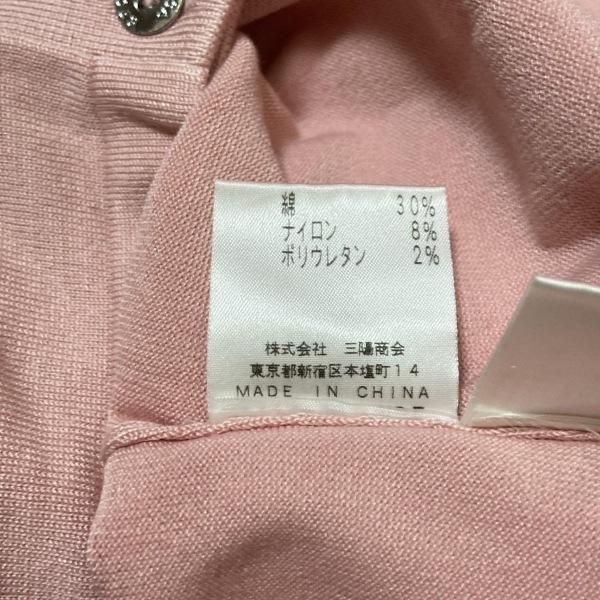 綿 30%
ナイロン 8%
ポリウレタン 2%
株式会社 三陽商会
東京都新宿区本塩町14
MADE IN CHINA